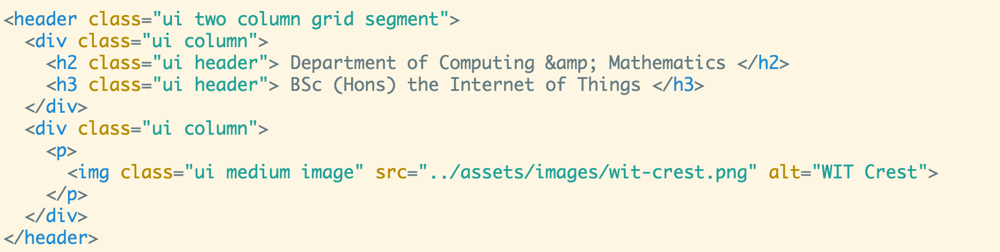 <header class="ui two column grid segment">
  <div class="ui column">
    <h2 class="ui header"> Department of Computing &amp; Mathematics </h2>
    <h3 class="ui header"> BSc (Hons) the Internet of Things </h3>
  </div>
  <div class="ui column">
    <p>
      <img class="ui medium image" src="../assets/images/wit-crest.png" alt="WIT Crest">
    </p>
  </div>
</header>